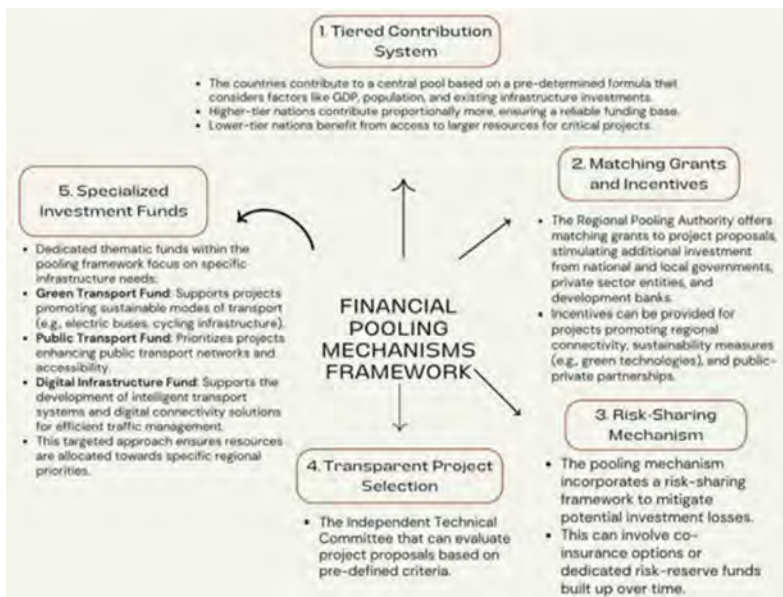 1. Tiered Contribution
System
• The countries contribute to a central pool based on a pre-determined formula that
considers factors like GDP, population, and existing infrastructure investments.
• Higher-tier nations contribute proportionally more, ensuring a reliable funding base.
• Lower-tier nations benefit from access to larger resources for critical projects.
2. Matching Grants
and Incentives
• The Regional Pooling Authority offers
matching grants to project proposals,
stimulating additional investment
from national and local governments,
private sector entities, and
development banks.
• Incentives can be provided for
projects promoting regional
connectivity, sustainability measures
(e.g., green technologies), and public-
private partnerships.
3. Risk-Sharing
Mechanism
• The pooling mechanism
incorporates a risk-sharing
framework to mitigate
potential investment losses.
• This can involve co-
insurance options or
dedicated risk-reserve funds
built up over time.
4. Transparent Project
Selection
• The Independent Technical
Committee that can evaluate
project proposals based on
pre-defined criteria.
5. Specialized
Investment Funds
• Dedicated thematic funds within the
pooling framework focus on specific
infrastructure needs:
• Green Transport Fund: Supports projects
promoting sustainable modes of transport
(e.g., electric buses, cycling infrastructure).
• Public Transport Fund: Prioritizes projects
enhancing public transport networks and
accessibility.
• Digital Infrastructure Fund: Supports the
development of intelligent transport
systems and digital connectivity solutions
for efficient traffic management.
• This targeted approach ensures resources
are allocated towards specific regional
priorities.
FINANCIAL
POOLING
MECHANISMS
FRAMEWORK